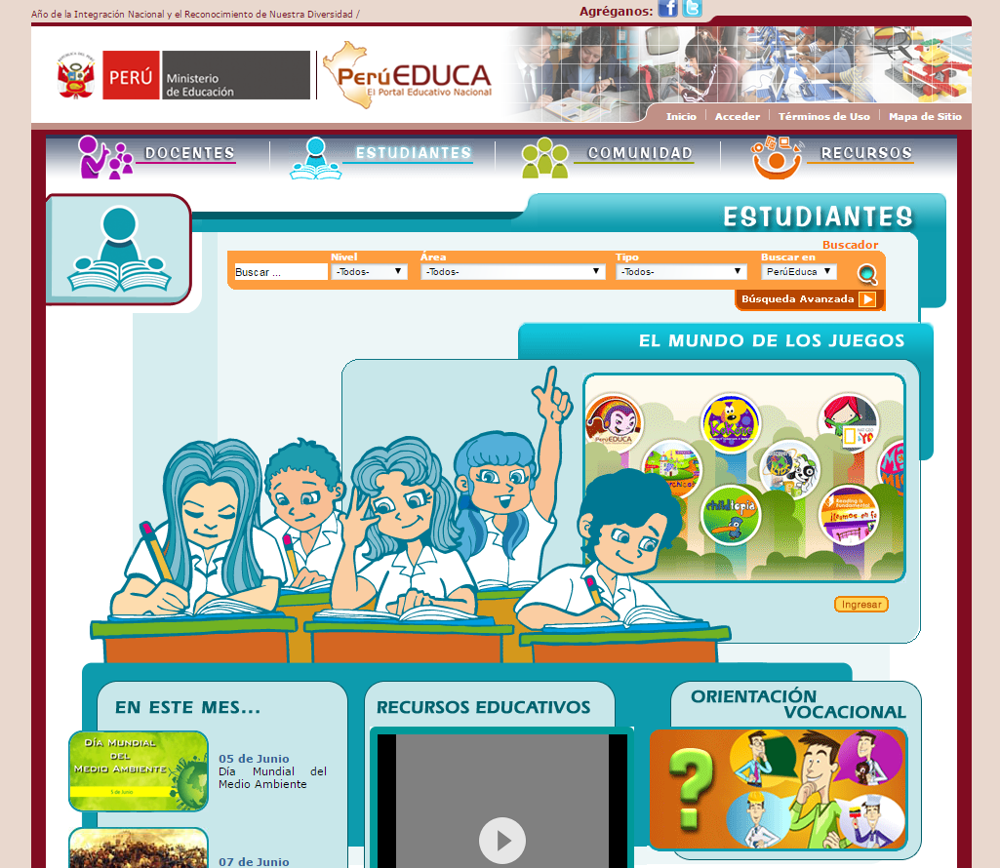 Año de la Integración Nacional y el Reconocimiento de Nuestra Diversidad /
Agréganos:
PERÚ
Ministerio
de Educación
PerúEDUCA
El Portal Educativo Nacional
Inicio
Acceder
Términos de Uso
Mapa de Sitio
DOCENTES
ESTUDIANTES
COMUNIDAD
RECURSOS
ESTUDIANTES
Buscador
Nivel
Área
Tipo
Buscar en
Buscar ...
-Todos-
-Todos-
-Todos-
PerúEduca
Búsqueda Avanzada
EL MUNDO DE LOS JUEGOS
PerúEDUCA
childtopia
Reading is
Fundamental
Ingresar
EN ESTE MES...
RECURSOS EDUCATIVOS
ORIENTACIÓN
VOCACIONAL
Día Mundial
del
Medio Ambiente
5 de Junio
05 de Junio
Día Mundial del
Medio Ambiente
07 de Junio